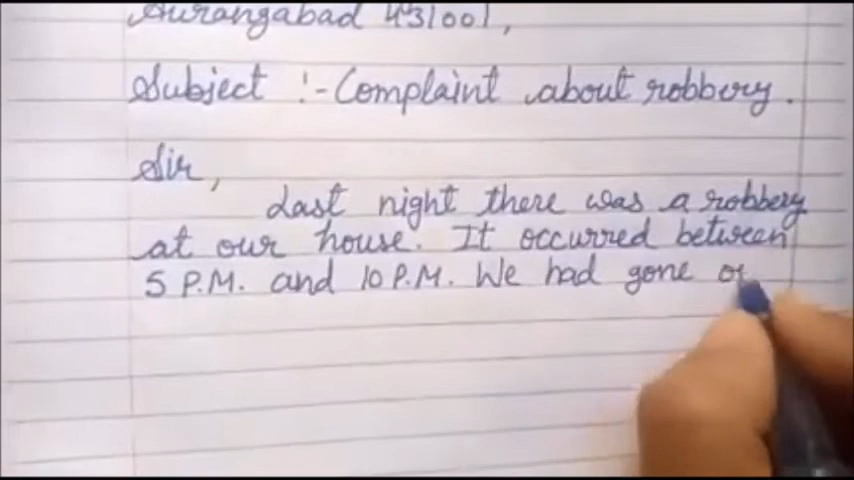 Aurangabad 431001,
Subject :- Complaint about robbery.
Sir,
Last night there was a robbery
at our house. It occurred between
5 P.M. and 10 P.M. We had gone